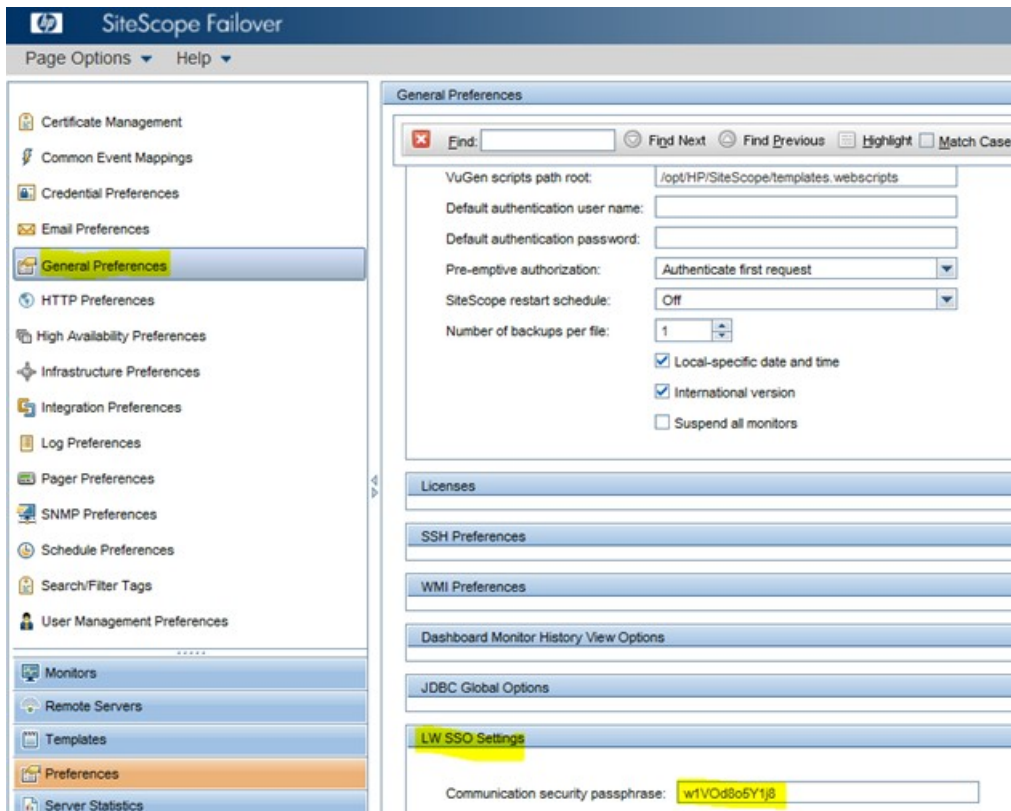 hp SiteScope Failover
Page Options Help
Certificate Management
Common Event Mappings
Credential Preferences
Email Preferences
General Preferences
HTTP Preferences
High Availability Preferences
Infrastructure Preferences
Integration Preferences
Log Preferences
Pager Preferences
SNMP Preferences
Schedule Preferences
Search/Filter Tags
User Management Preferences
Monitors
Remote Servers
Templates
Preferences
Server Statistics
General Preferences
Find: Find Next Find Previous Highlight Match Case
VuGen scripts path root: /opt/HP/SiteScope/templates.webscripts
Default authentication user name:
Default authentication password:
Pre-emptive authorization: Authenticate first request
SiteScope restart schedule: Off
Number of backups per file: 1
Local-specific date and time
International version
Suspend all monitors
Licenses
SSH Preferences
WMI Preferences
Dashboard Monitor History View Options
JDBC Global Options
LW SSO Settings
Communication security passphrase: w1VOd8o5Y1j8